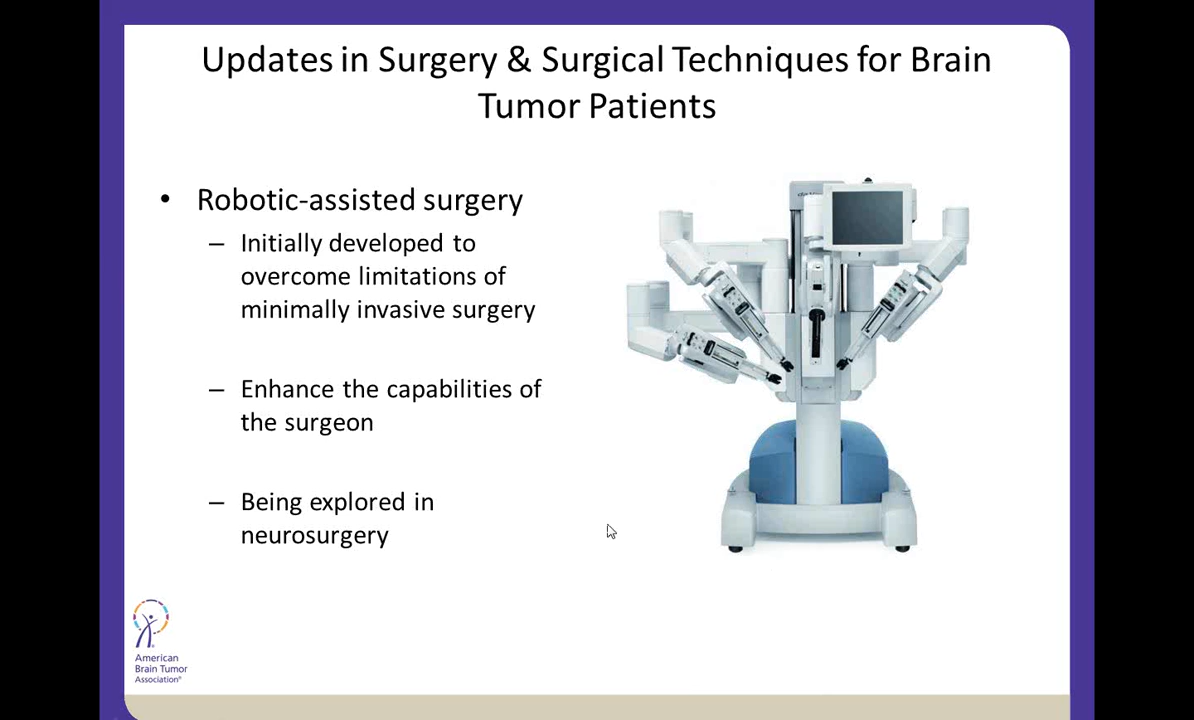 Updates in Surgery & Surgical Techniques for Brain
Tumor Patients
• Robotic-assisted surgery
– Initially developed to
overcome limitations of
minimally invasive surgery
– Enhance the capabilities of
the surgeon
– Being explored in
neurosurgery
American
Brain Tumor
Association®